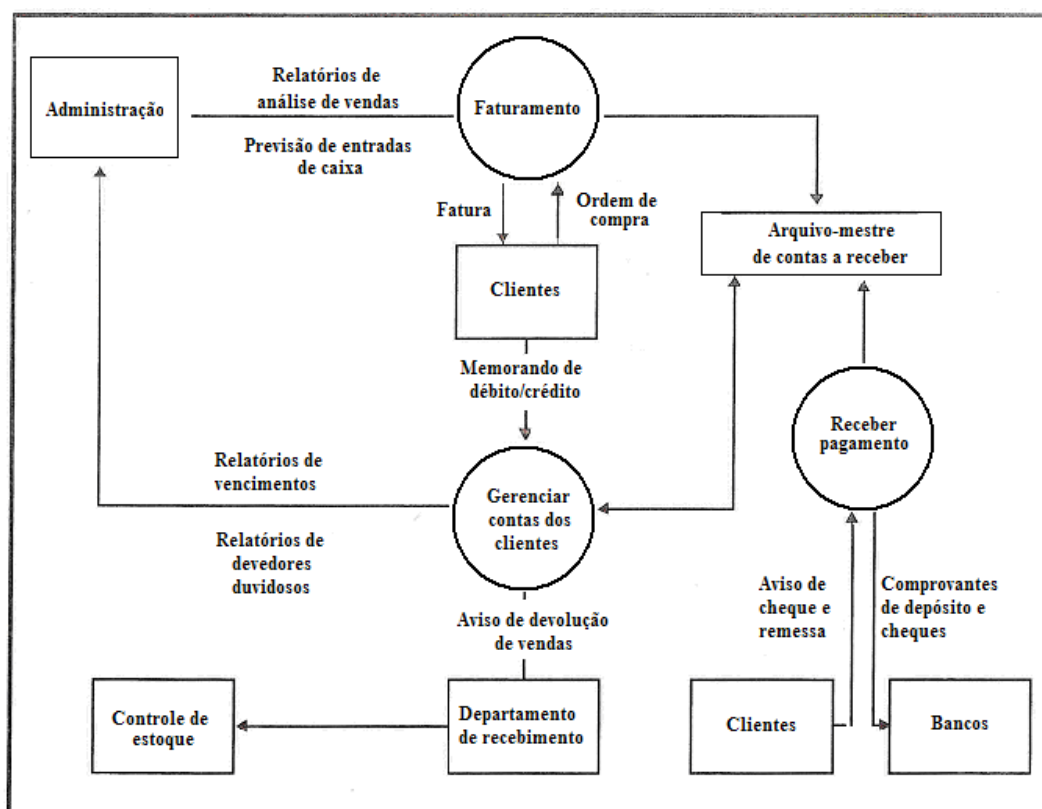 Relatórios de
análise de vendas
Administração
Faturamento
Previsão de entradas
de caixa
Fatura
Ordem de
compra
Arquivo-mestre
de contas a receber
Clientes
Memorando de
débito/crédito
Receber
pagamento
Relatórios de
vencimentos
Gerenciar
contas dos
clientes
Relatórios de
devedores
duvidosos
Aviso de
cheque e
remessa
Comprovantes
de depósito e
cheques
Aviso de devolução
de vendas
Controle de
estoque
Departamento
de recebimento
Clientes
Bancos